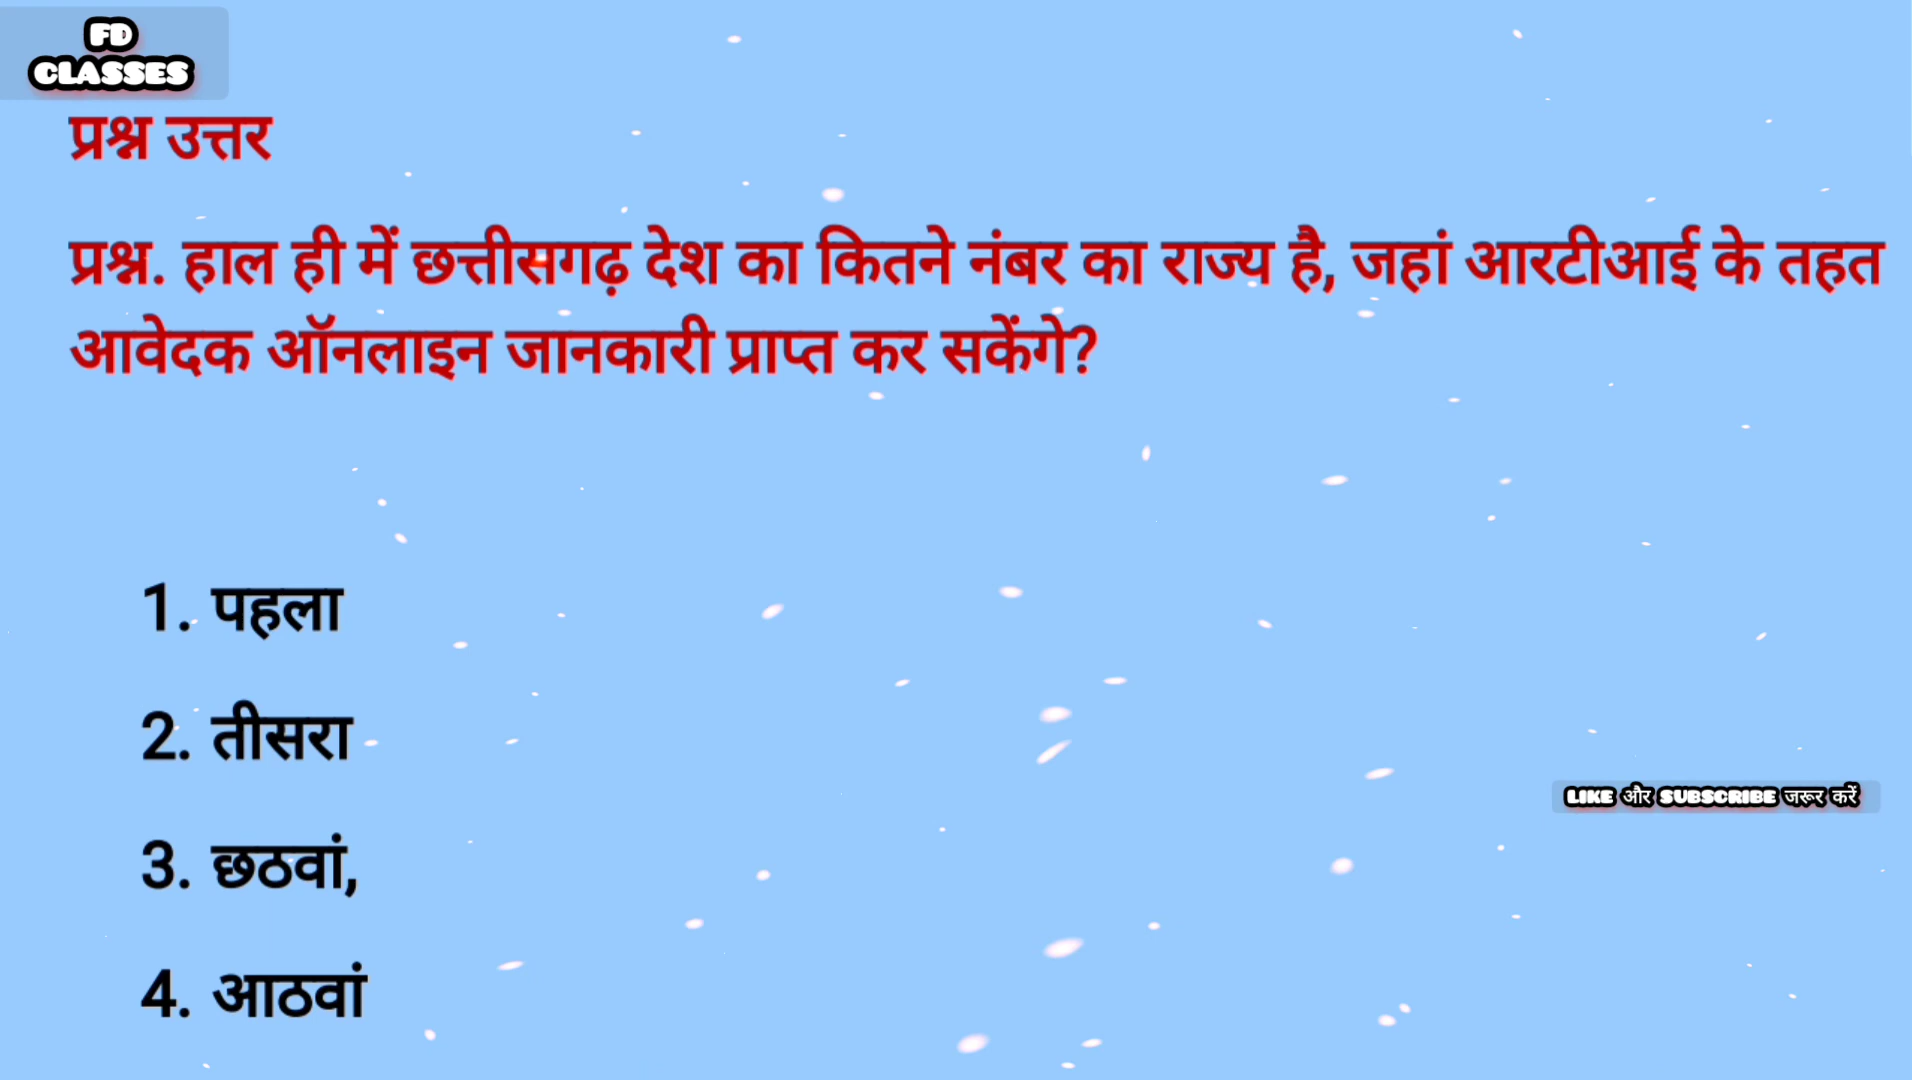 FD
CLASSES
प्रश्न उत्तर
प्रश्न. हाल ही में छत्तीसगढ़ देश का कितने नंबर का राज्य है, जहां आरटीआई के तहत
आवेदक ऑनलाइन जानकारी प्राप्त कर सकेंगे?
1. पहला
2. तीसरा
LIKE और SUBSCRIBE जरूर करें
3. छठवां,
4. आठवां